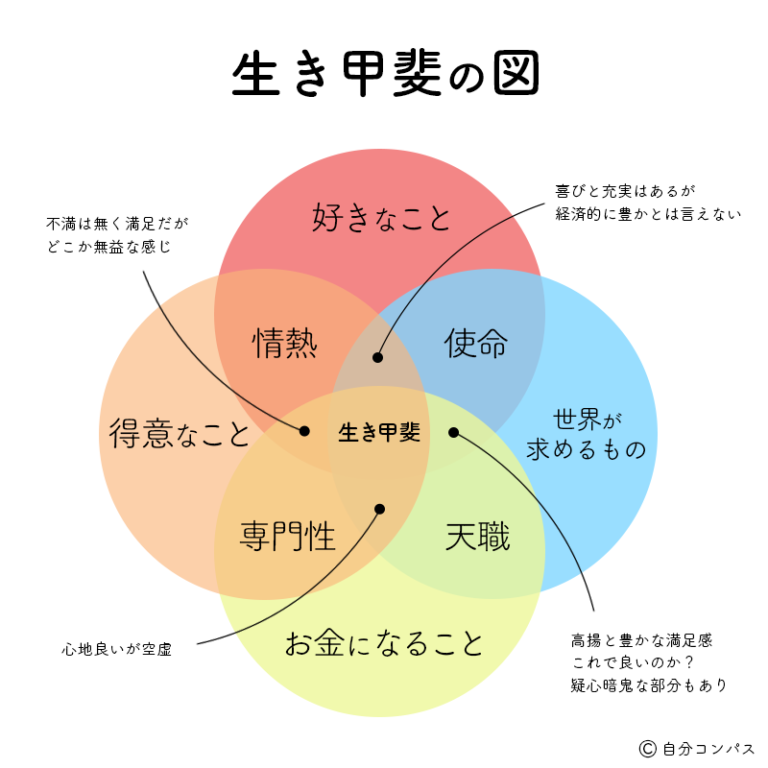 生き甲斐の図
喜びと充実はあるが
経済的に豊かとは言えない
不満は無く満足だが
どこか無益な感じ
好きなこと
情熱
使命
得意なこと
生き甲斐
世界が
求めるもの
専門性
天職
お金になること
心地良いが空虚
高揚と豊かな満足感
これで良いのか？
疑心暗鬼な部分もあり
©自分コンパス